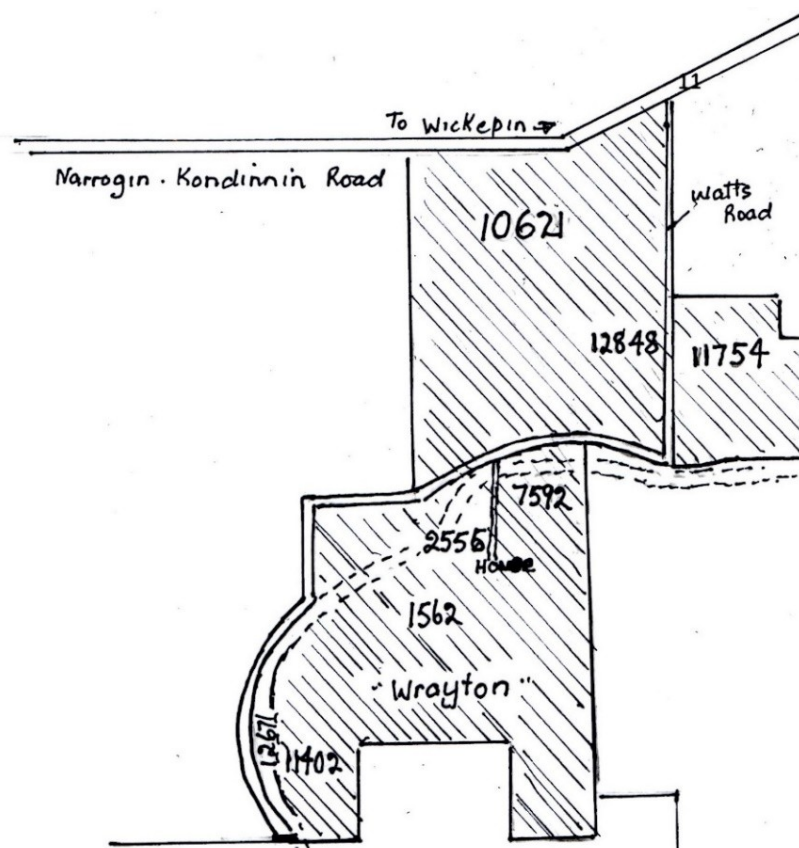 11
To Wickepin
Narrogin. Kondinnin Road
10621
Watts
Road
12848
11754
7592
2556
House
1562
"Wrayton"
12671
11402